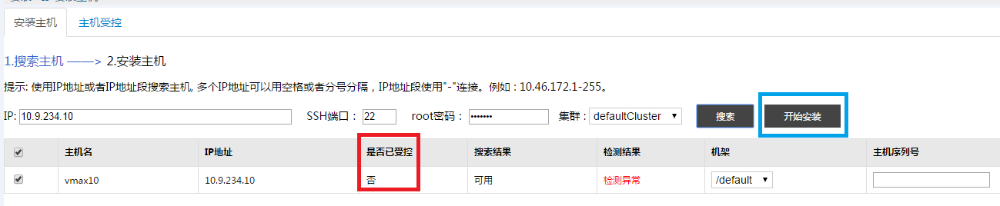 安装主机 主机受控
1.搜索主机 ——> 2.安装主机
提示: 使用IP地址或者IP地址段搜索主机, 多个IP地址可以用空格或者分号分隔，IP地址段使用"-"连接。例如 : 10.46.172.1-255。
IP: 10.9.234.10 SSH端口： 22 root密码： ••••••• 集群 : defaultCluster 搜索 开始安装
主机名 IP地址 是否已受控 搜索结果 检测结果 机架 主机序列号
vmax10 10.9.234.10 否 可用 检测异常 /default